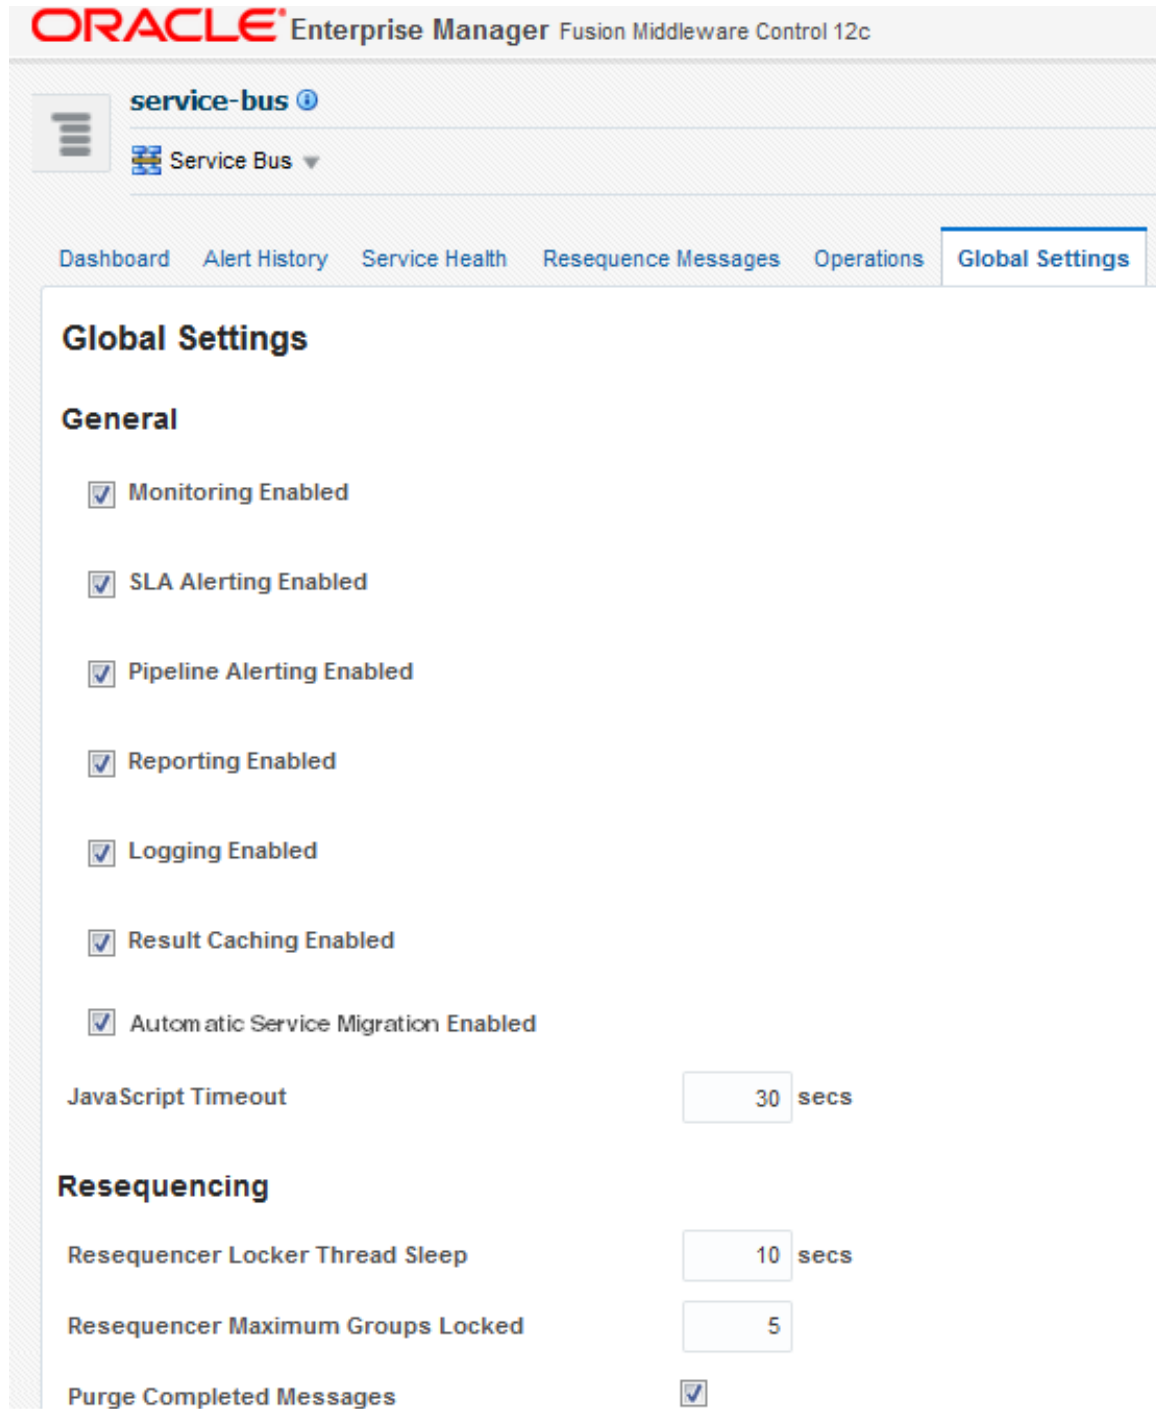 ORACLE Enterprise Manager Fusion Middleware Control 12c
service-bus
Service Bus
Dashboard Alert History Service Health Resequence Messages Operations Global Settings
Global Settings
General
Monitoring Enabled
SLA Alerting Enabled
Pipeline Alerting Enabled
Reporting Enabled
Logging Enabled
Result Caching Enabled
Automatic Service Migration Enabled
JavaScript Timeout 30 secs
Resequencing
Resequencer Locker Thread Sleep 10 secs
Resequencer Maximum Groups Locked 5
Purge Completed Messages